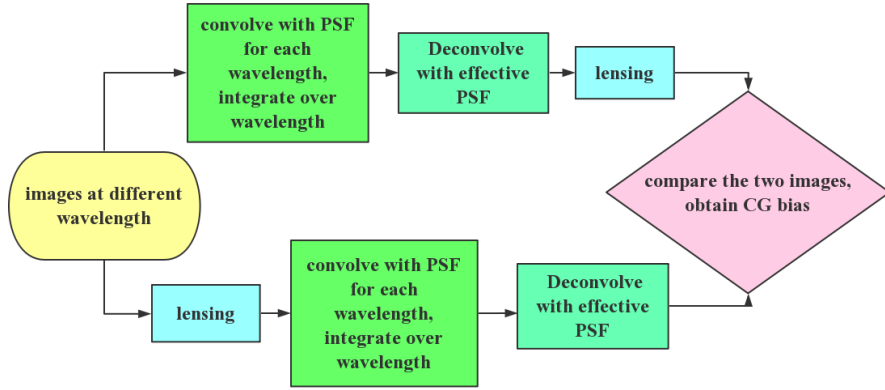 images at different
wavelength
convolve with PSF
for each
wavelength,
integrate over
wavelength
Deconvolve
with effective
PSF
lensing
lensing
convolve with PSF
for each
wavelength,
integrate over
wavelength
Deconvolve
with effective
PSF
compare the two images,
obtain CG bias